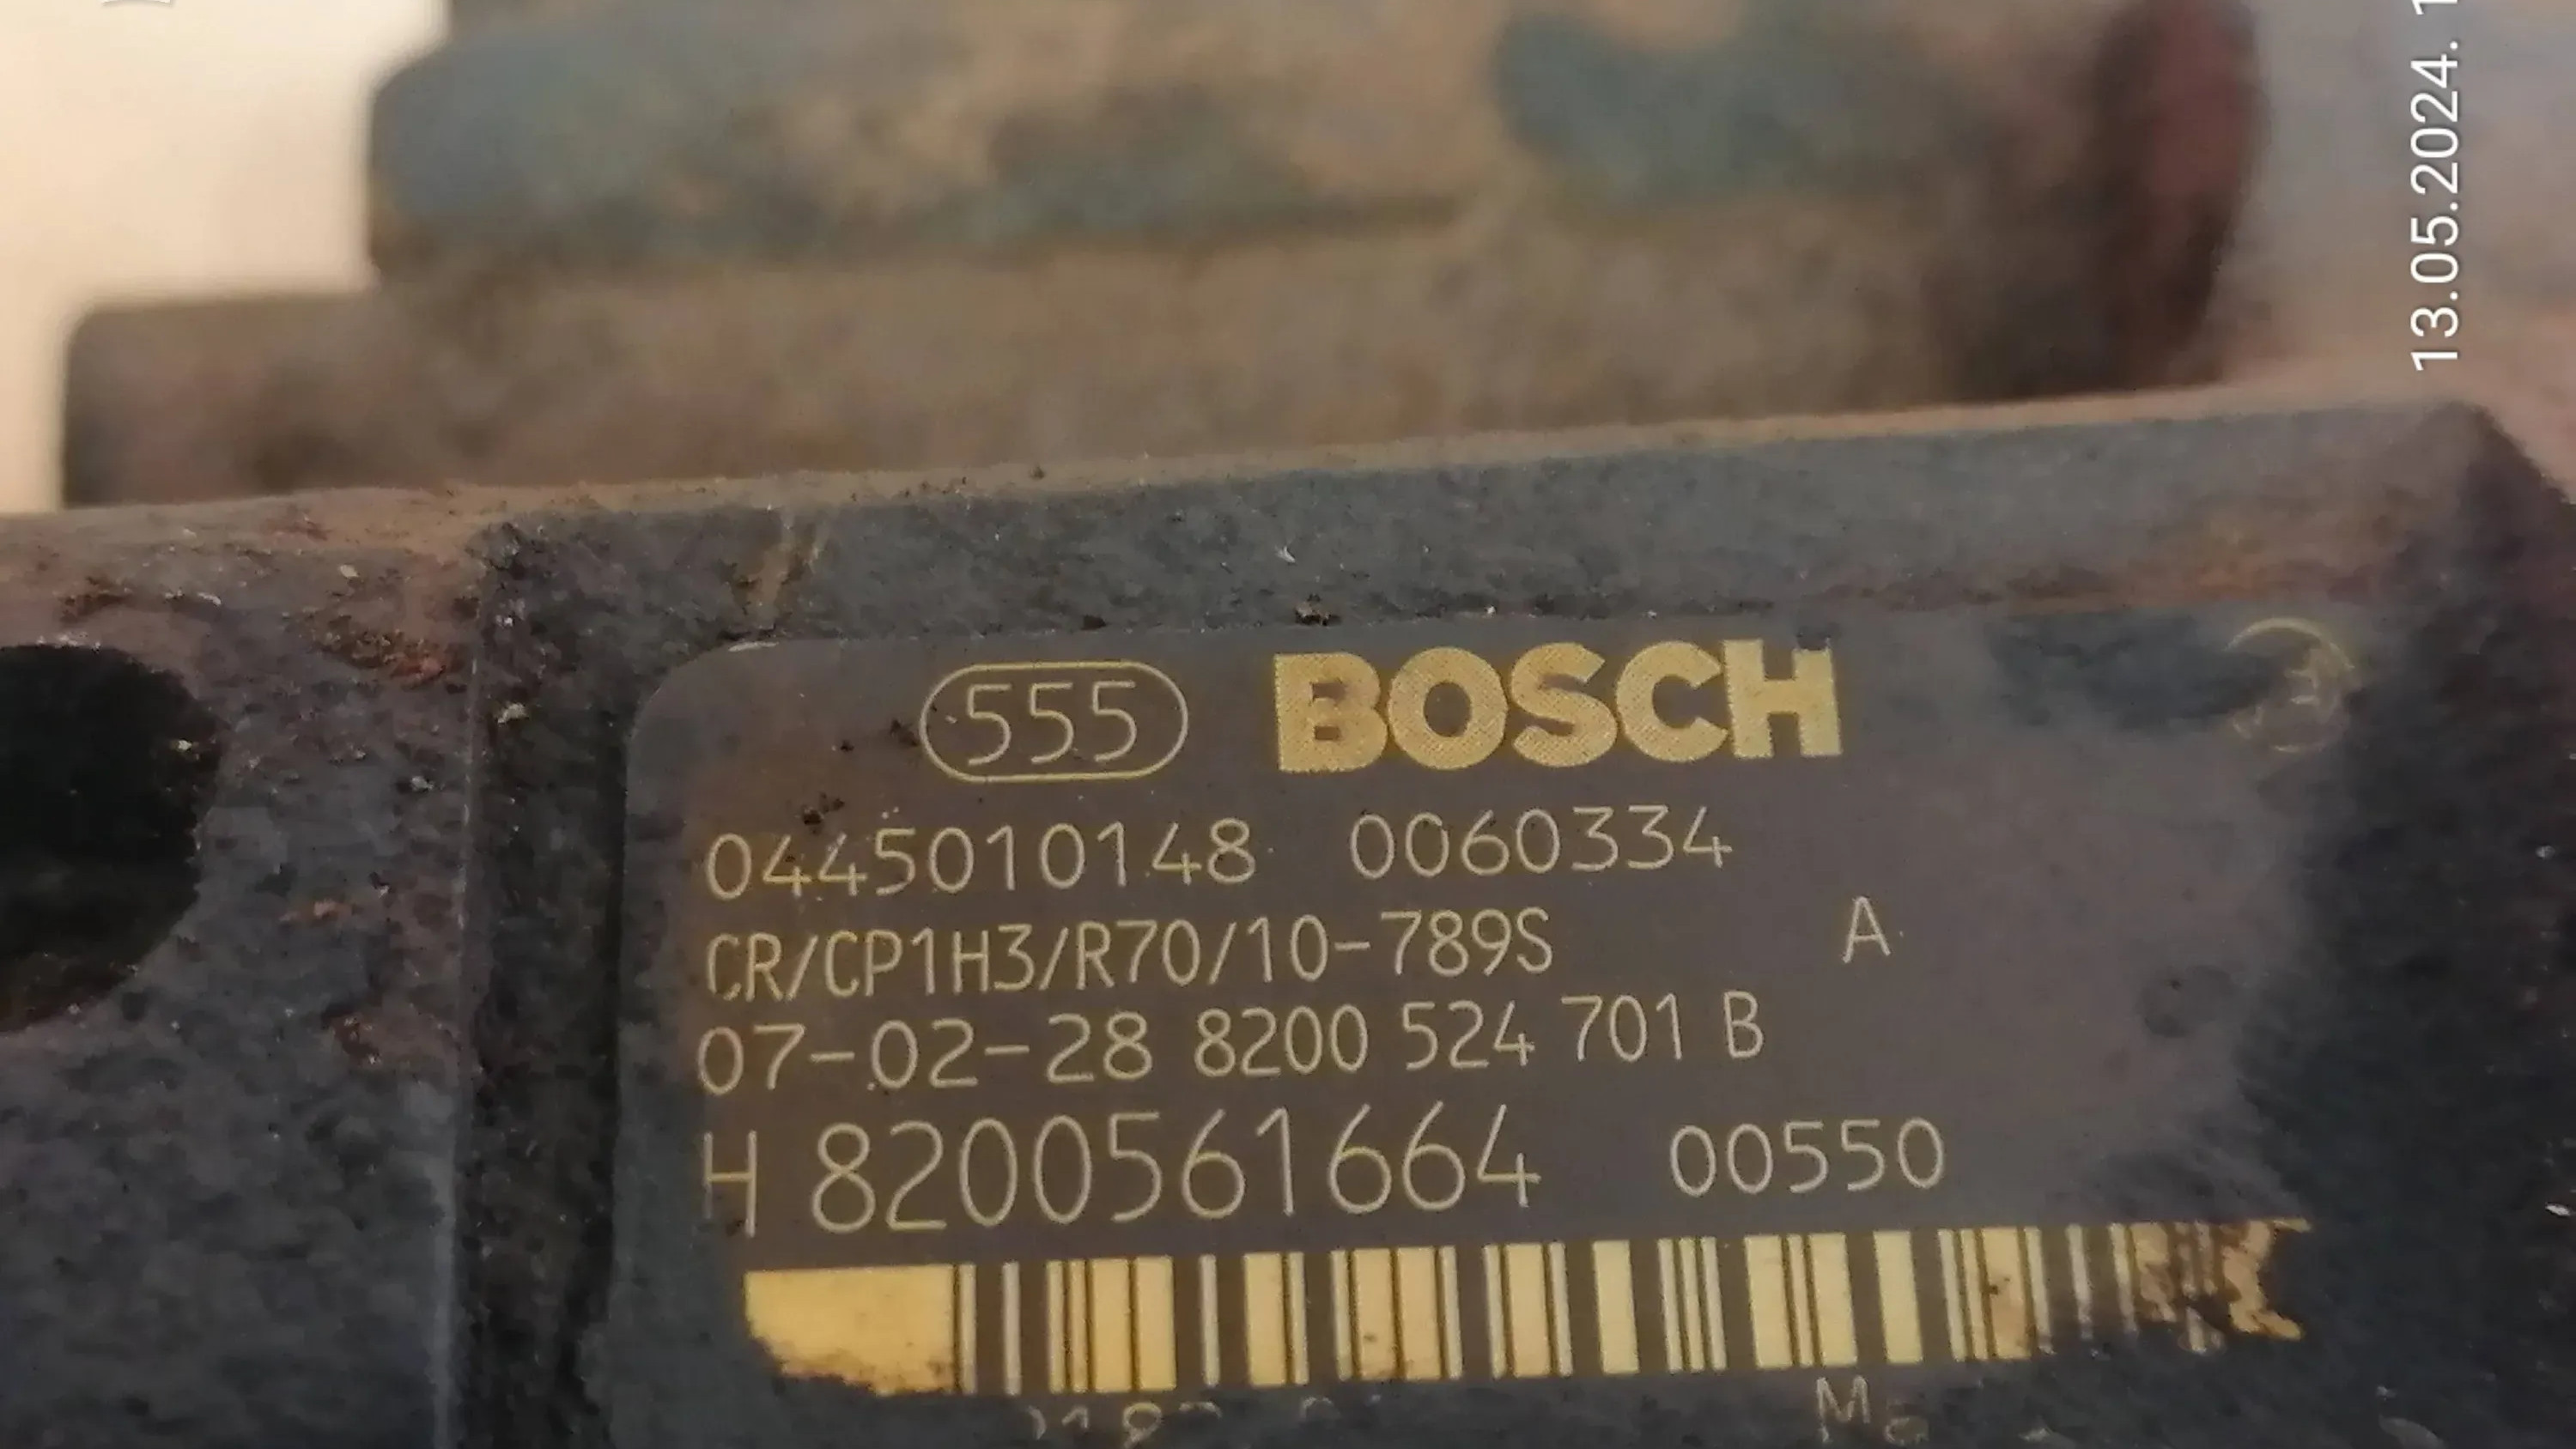 13.05.2024. 1
555 BOSCH
0445010148 0060334
CR/CP1H3/R70/10-789S A
07-02-28 8200 524 701 B
H 8200561664 00550